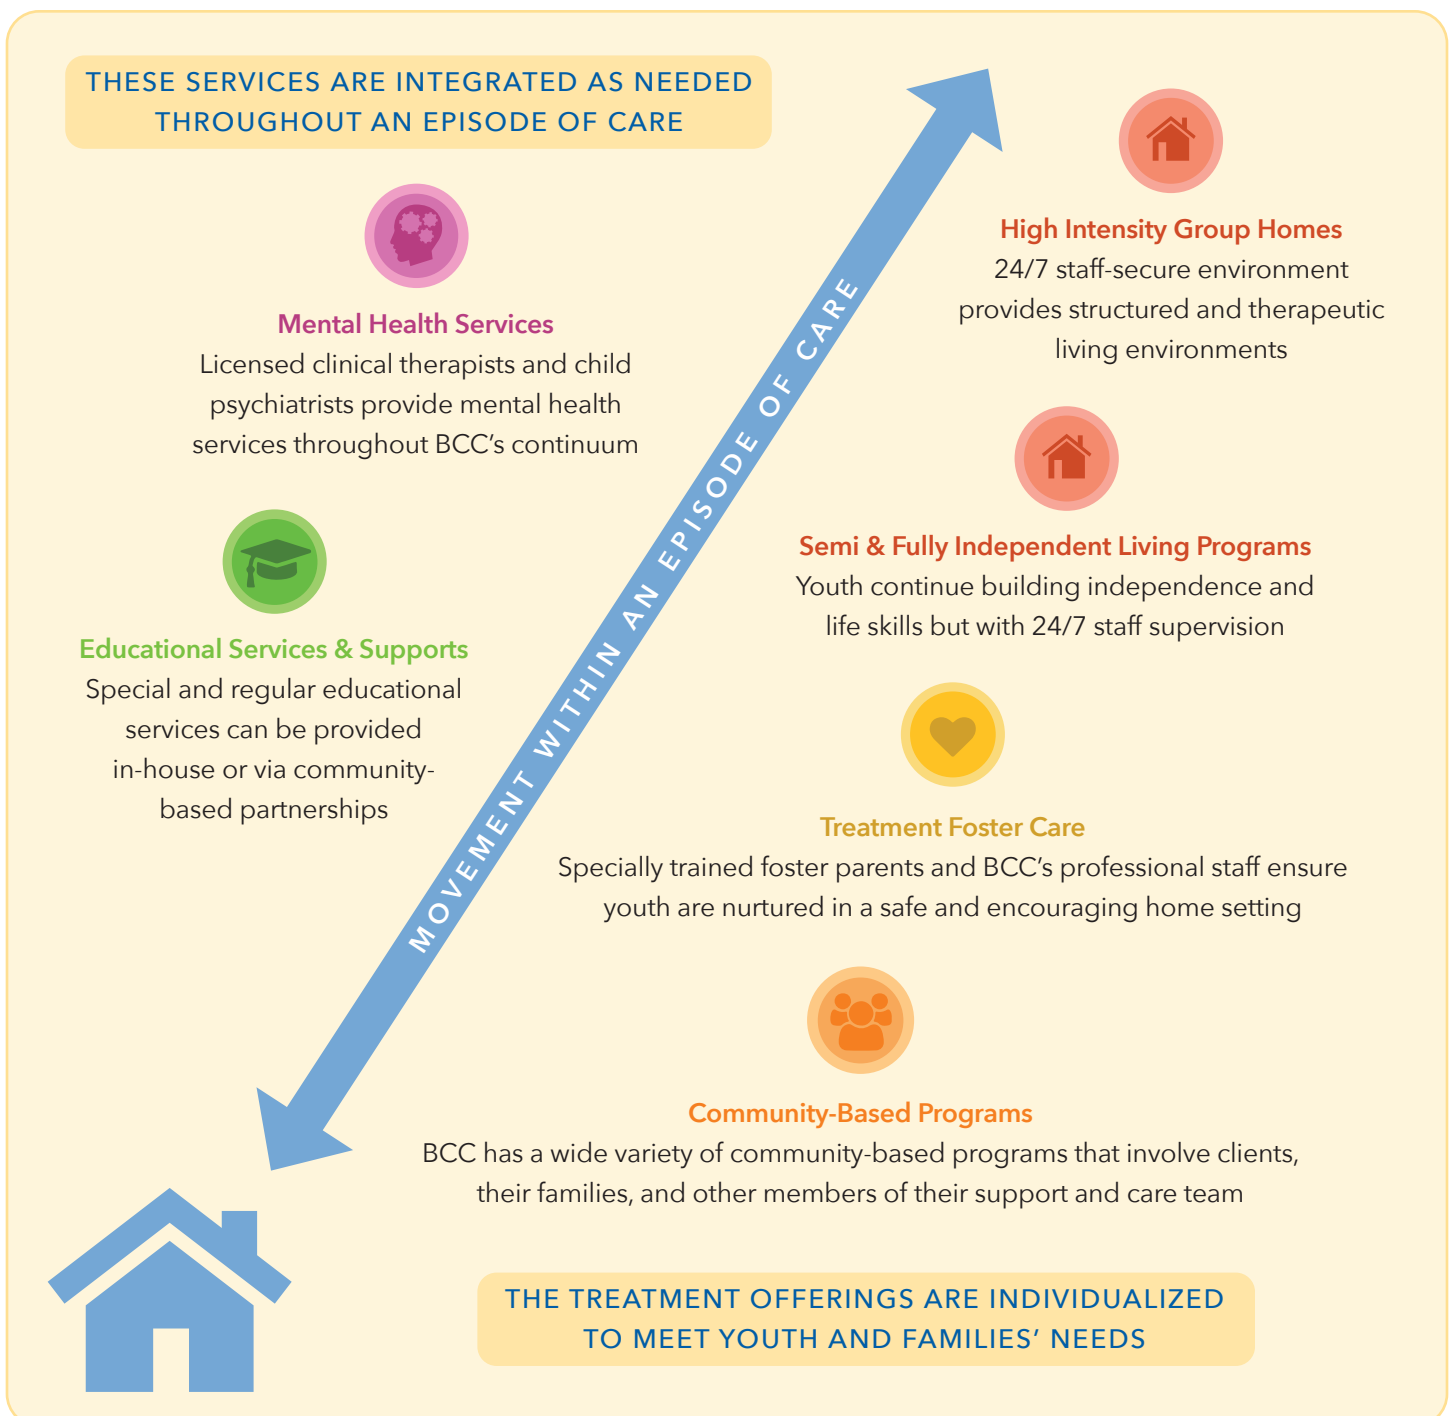 THESE SERVICES ARE INTEGRATED AS NEEDED
THROUGHOUT AN EPISODE OF CARE
Mental Health Services
Licensed clinical therapists and child
psychiatrists provide mental health
services throughout BCC’s continuum
Educational Services & Supports
Special and regular educational
services can be provided
in-house or via community-
based partnerships
MOVEMENT WITHIN AN EPISODE OF CARE
High Intensity Group Homes
24/7 staff-secure environment
provides structured and therapeutic
living environments
Semi & Fully Independent Living Programs
Youth continue building independence and
life skills but with 24/7 staff supervision
Treatment Foster Care
Specially trained foster parents and BCC’s professional staff ensure
youth are nurtured in a safe and encouraging home setting
Community-Based Programs
BCC has a wide variety of community-based programs that involve clients,
their families, and other members of their support and care team
THE TREATMENT OFFERINGS ARE INDIVIDUALIZED
TO MEET YOUTH AND FAMILIES’ NEEDS